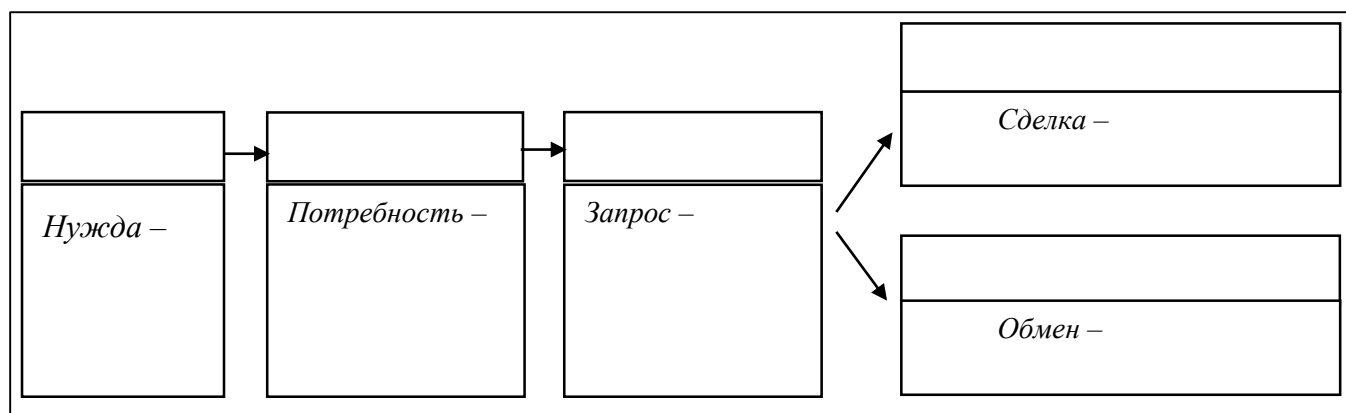 Нужда –
Потребность –
Запрос –
Сделка –
Обмен –